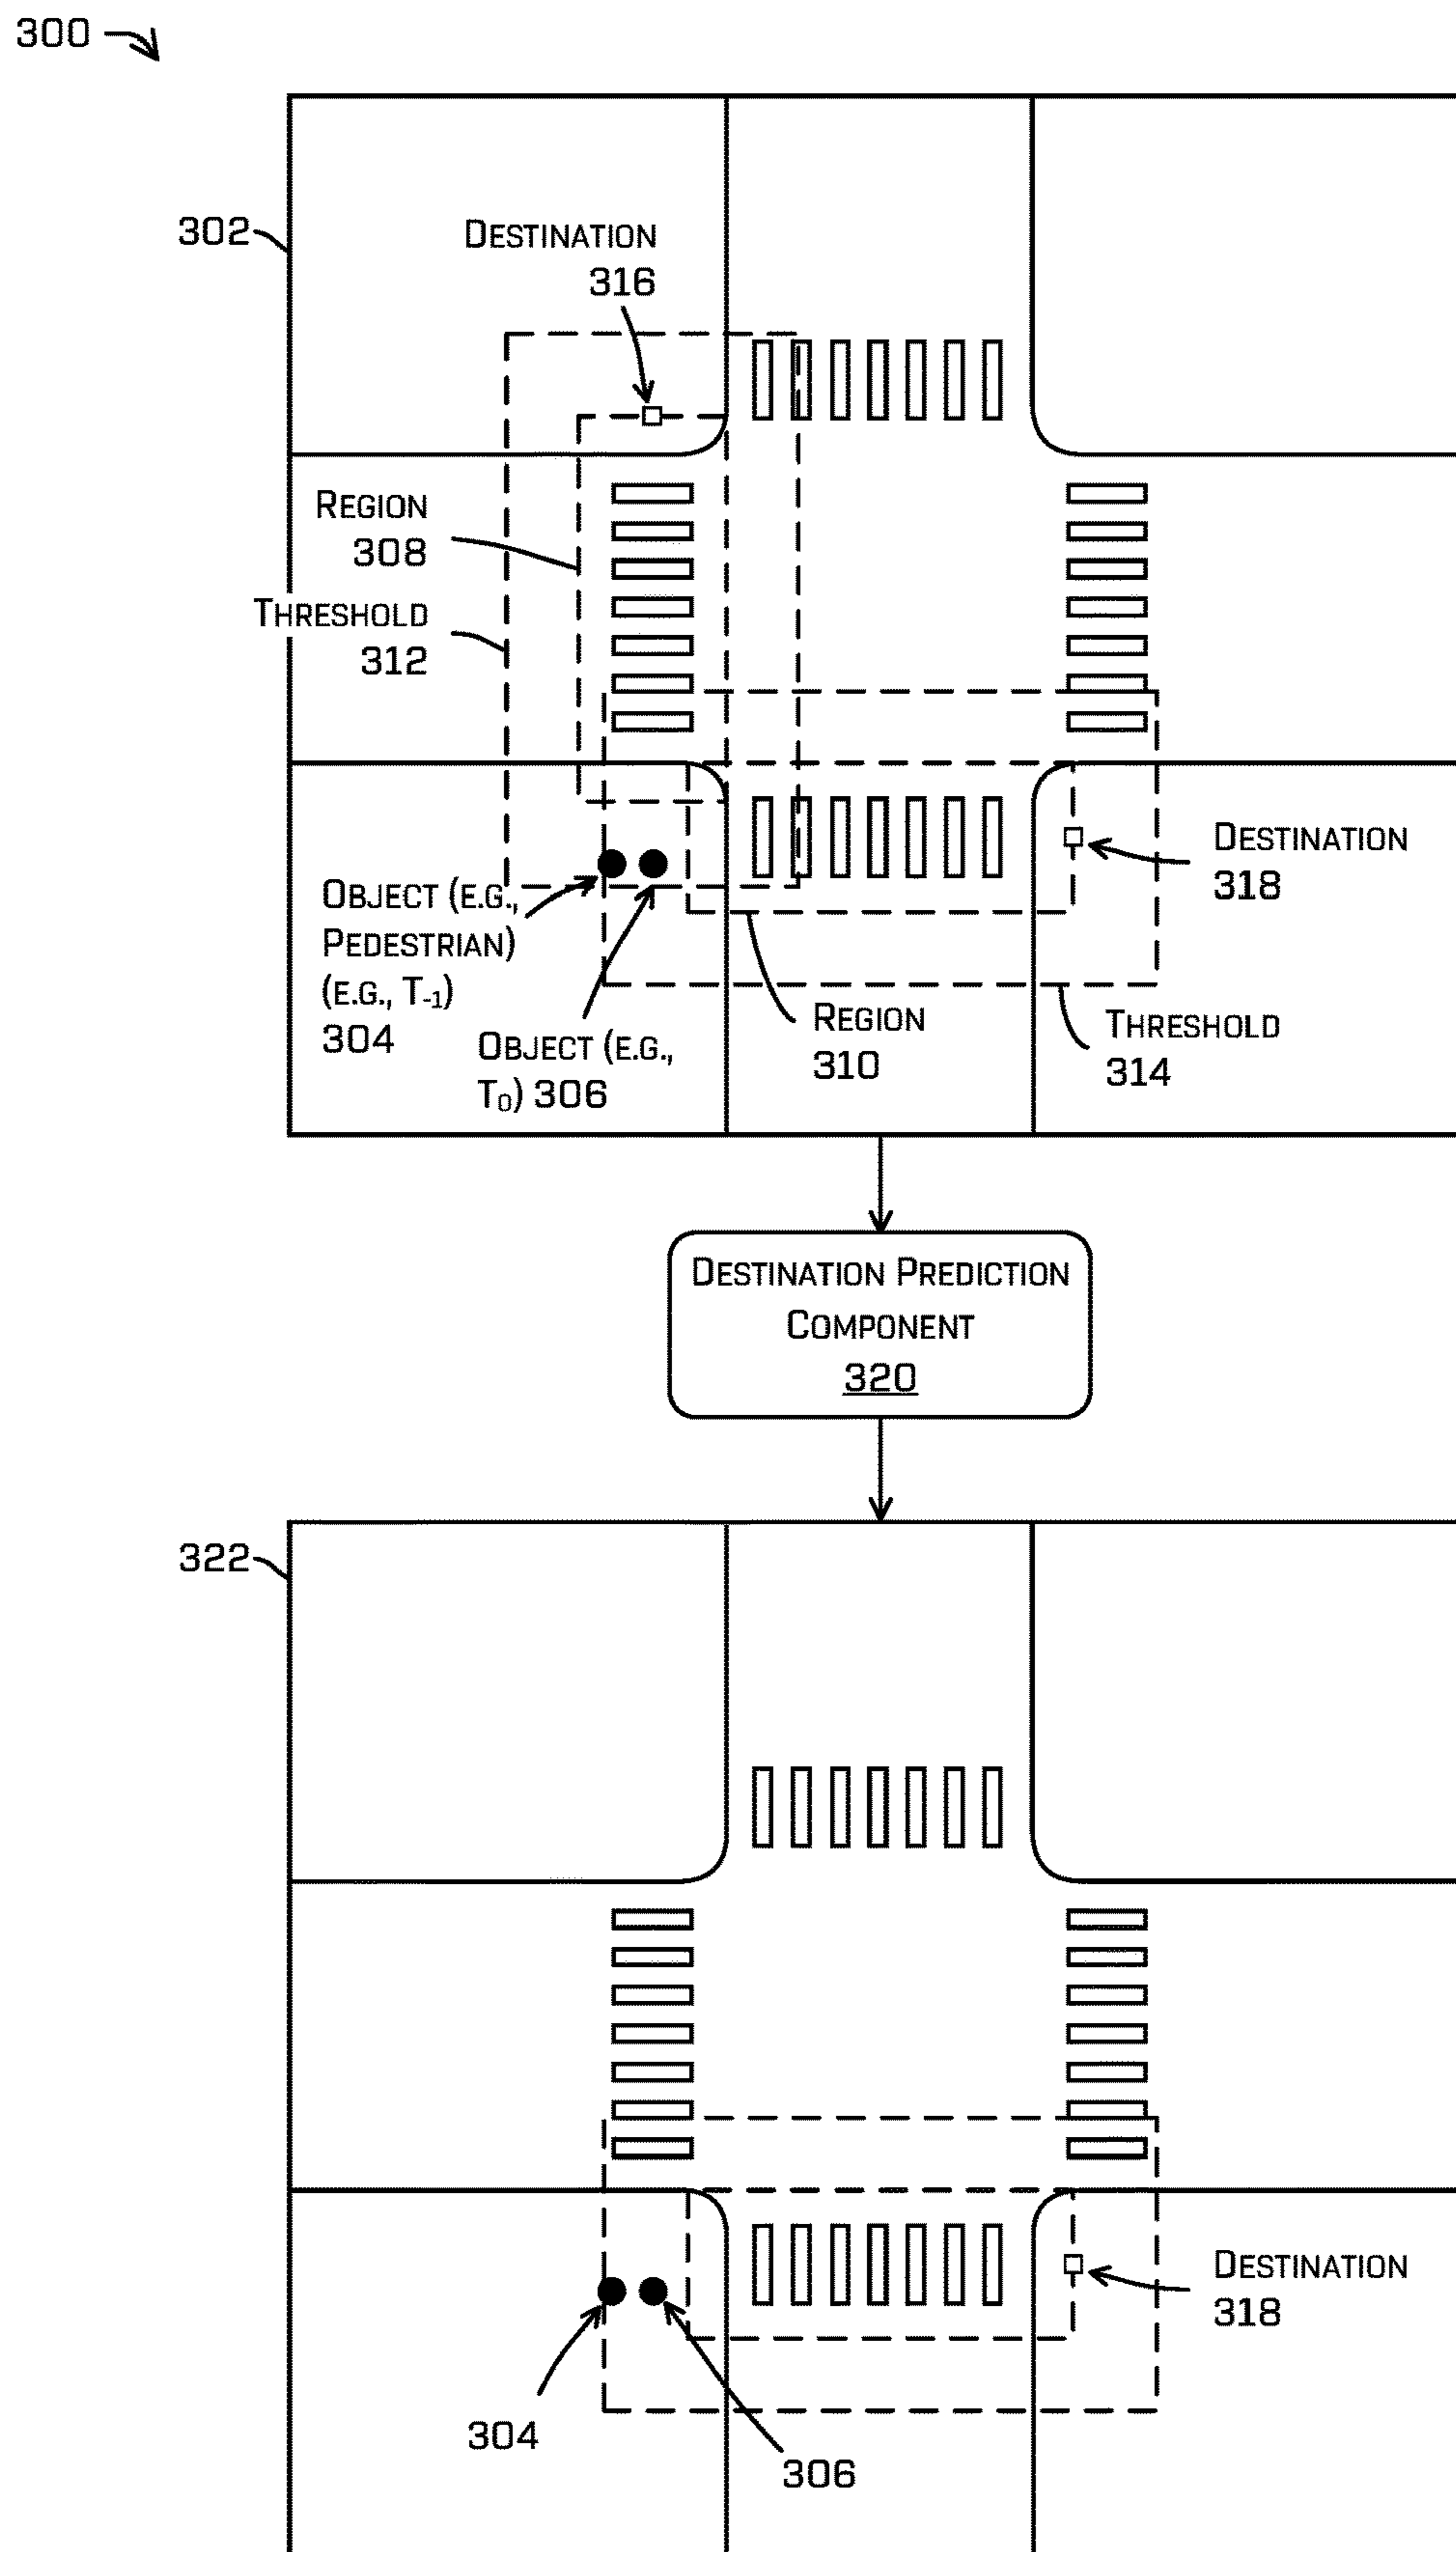 300
302
DESTINATION
316
REGION
308
THRESHOLD
312
DESTINATION
318
OBJECT (E.G.,
PEDESTRIAN)
(E.G., T-1)
304
OBJECT (E.G.,
T0) 306
REGION
310
THRESHOLD
314
DESTINATION PREDICTION
COMPONENT
320
322
DESTINATION
318
304
306